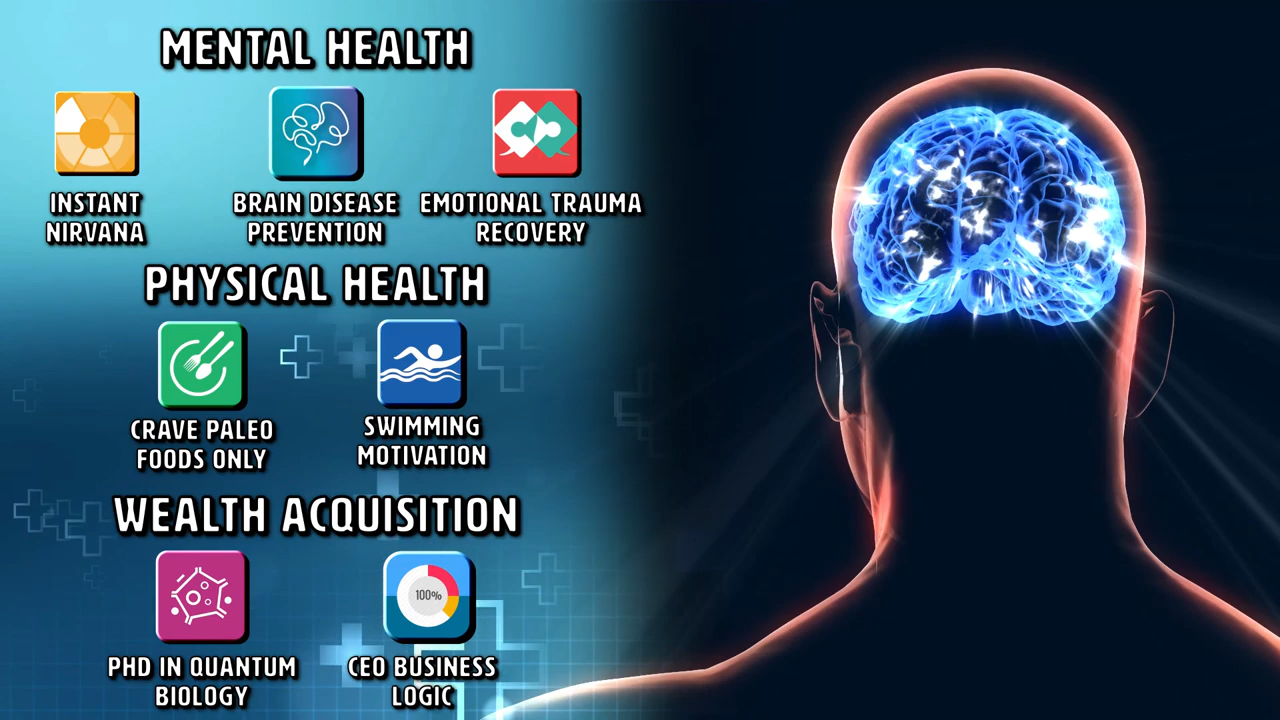 MENTAL HEALTH
INSTANT
NIRVANA
BRAIN DISEASE
PREVENTION
EMOTIONAL TRAUMA
RECOVERY
PHYSICAL HEALTH
CRAVE PALEO
FOODS ONLY
SWIMMING
MOTIVATION
WEALTH ACQUISITION
100%
PHD IN QUANTUM
BIOLOGY
CEO BUSINESS
LOGIC